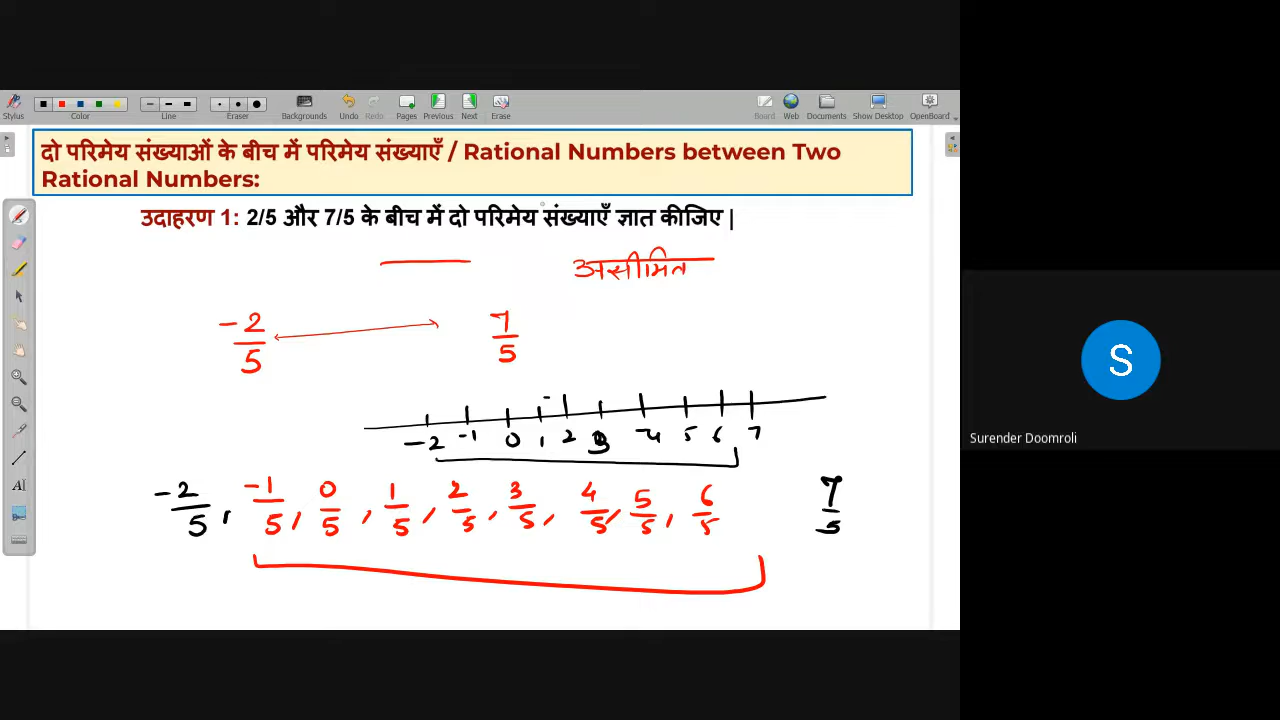 Stylus Color Line Eraser Backgrounds Undo Redo Pages Previous Next Erase Board Web Documents Show Desktop OpenBoard
दो परिमेय संख्याओं के बीच में परिमेय संख्याएँ / Rational Numbers between Two
Rational Numbers:
उदाहरण 1: 2/5 और 7/5 के बीच में दो परिमेय संख्याएँ ज्ञात कीजिए |
असीमित
-2/5 7/5
-2 -1 0 1 2 3 4 5 6 7
-2/5, -1/5, 0/5, 1/5, 2/5, 3/5, 4/5, 5/5, 6/5 7/5
S
Surender Doomroli